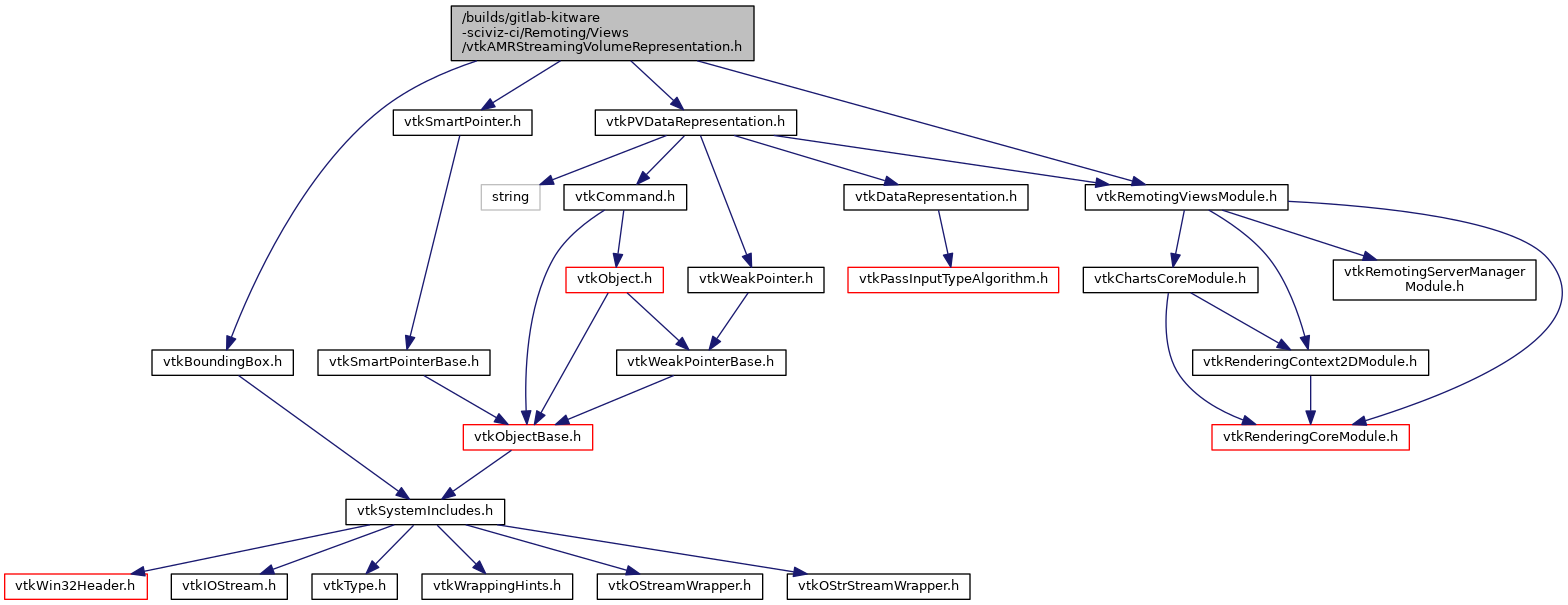 /builds/gitlab-kitware
-sciviz-ci/Remoting/Views
/vtkAMRStreamingVolumeRepresentation.h
vtkSmartPointer.h
vtkPVDataRepresentation.h
string
vtkCommand.h
vtkDataRepresentation.h
vtkRemotingViewsModule.h
vtkObject.h
vtkWeakPointer.h
vtkPassInputTypeAlgorithm.h
vtkChartsCoreModule.h
vtkRemotingServerManager
Module.h
vtkBoundingBox.h
vtkSmartPointerBase.h
vtkWeakPointerBase.h
vtkRenderingContext2DModule.h
vtkObjectBase.h
vtkRenderingCoreModule.h
vtkSystemIncludes.h
vtkWin32Header.h
vtkIOStream.h
vtkType.h
vtkWrappingHints.h
vtkOStreamWrapper.h
vtkOStrStreamWrapper.h